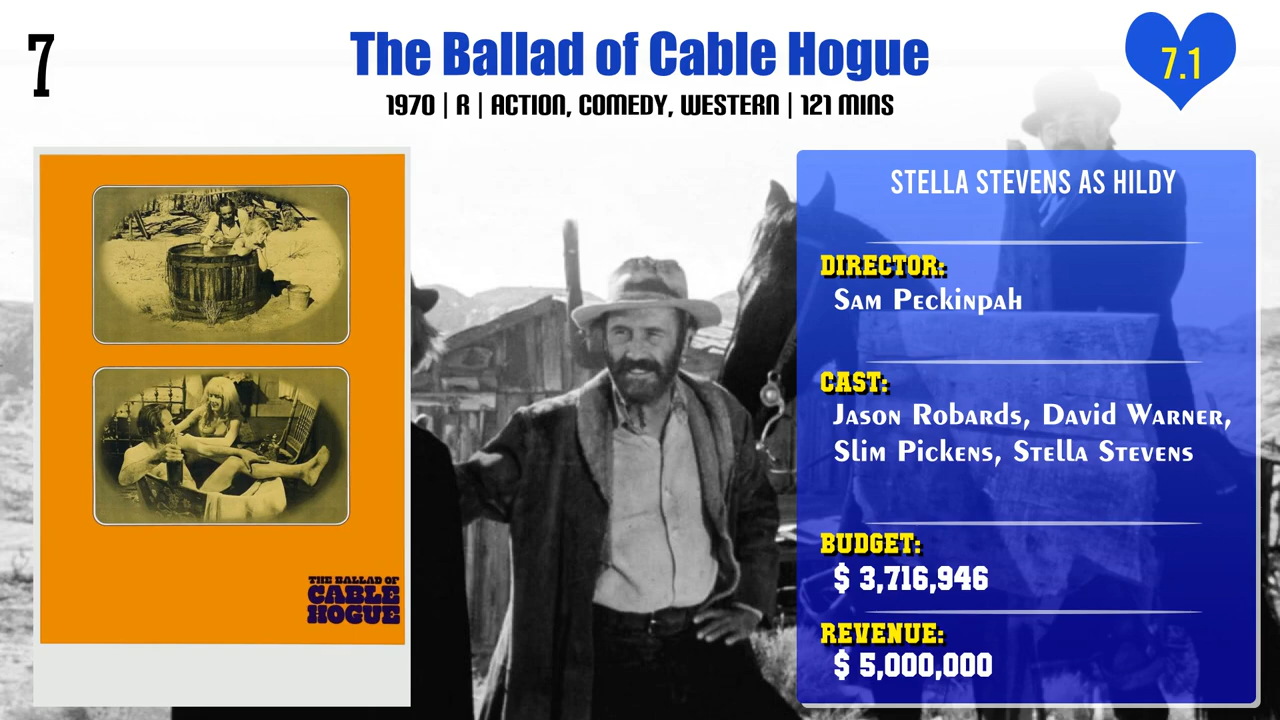 7
The Ballad of Cable Hogue
7.1
1970 | R | ACTION, COMEDY, WESTERN | 121 MINS
STELLA STEVENS AS HILDY
DIRECTOR:
Sam Peckinpah
CAST:
Jason Robards, David Warner,
Slim Pickens, Stella Stevens
BUDGET:
$ 3,716,946
REVENUE:
$ 5,000,000
THE BALLAD OF
CABLE
HOGUE